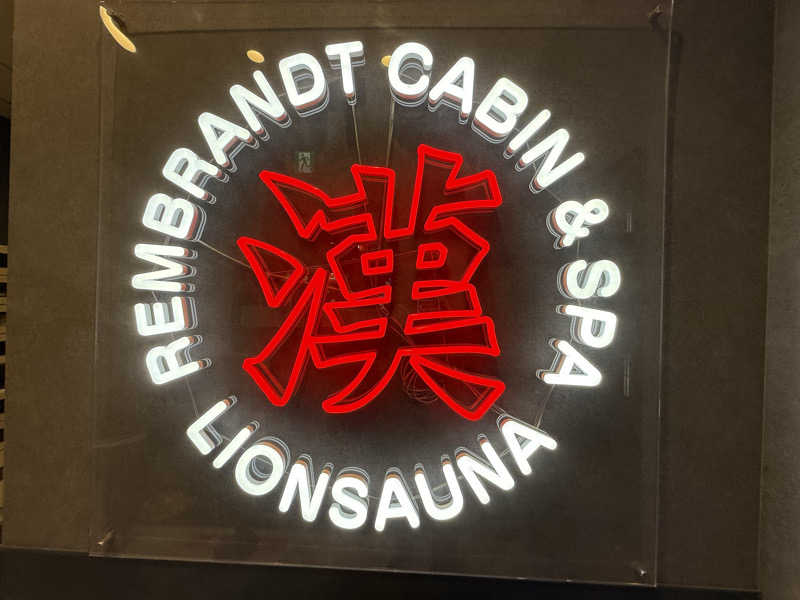 REMBRANDT CABIN & SPA
漢
LIONSAUNA